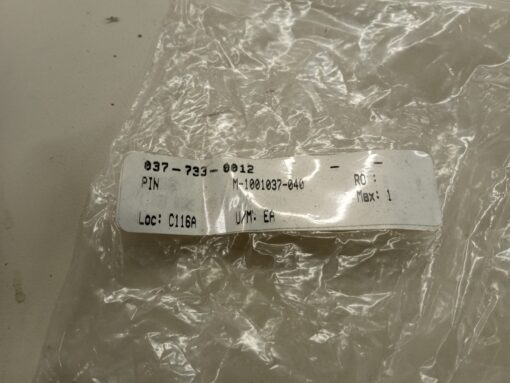 037-733-0012 - -
PIN M-1001037-040 RO :
Max: 1
Loc: C116A U/M: EA